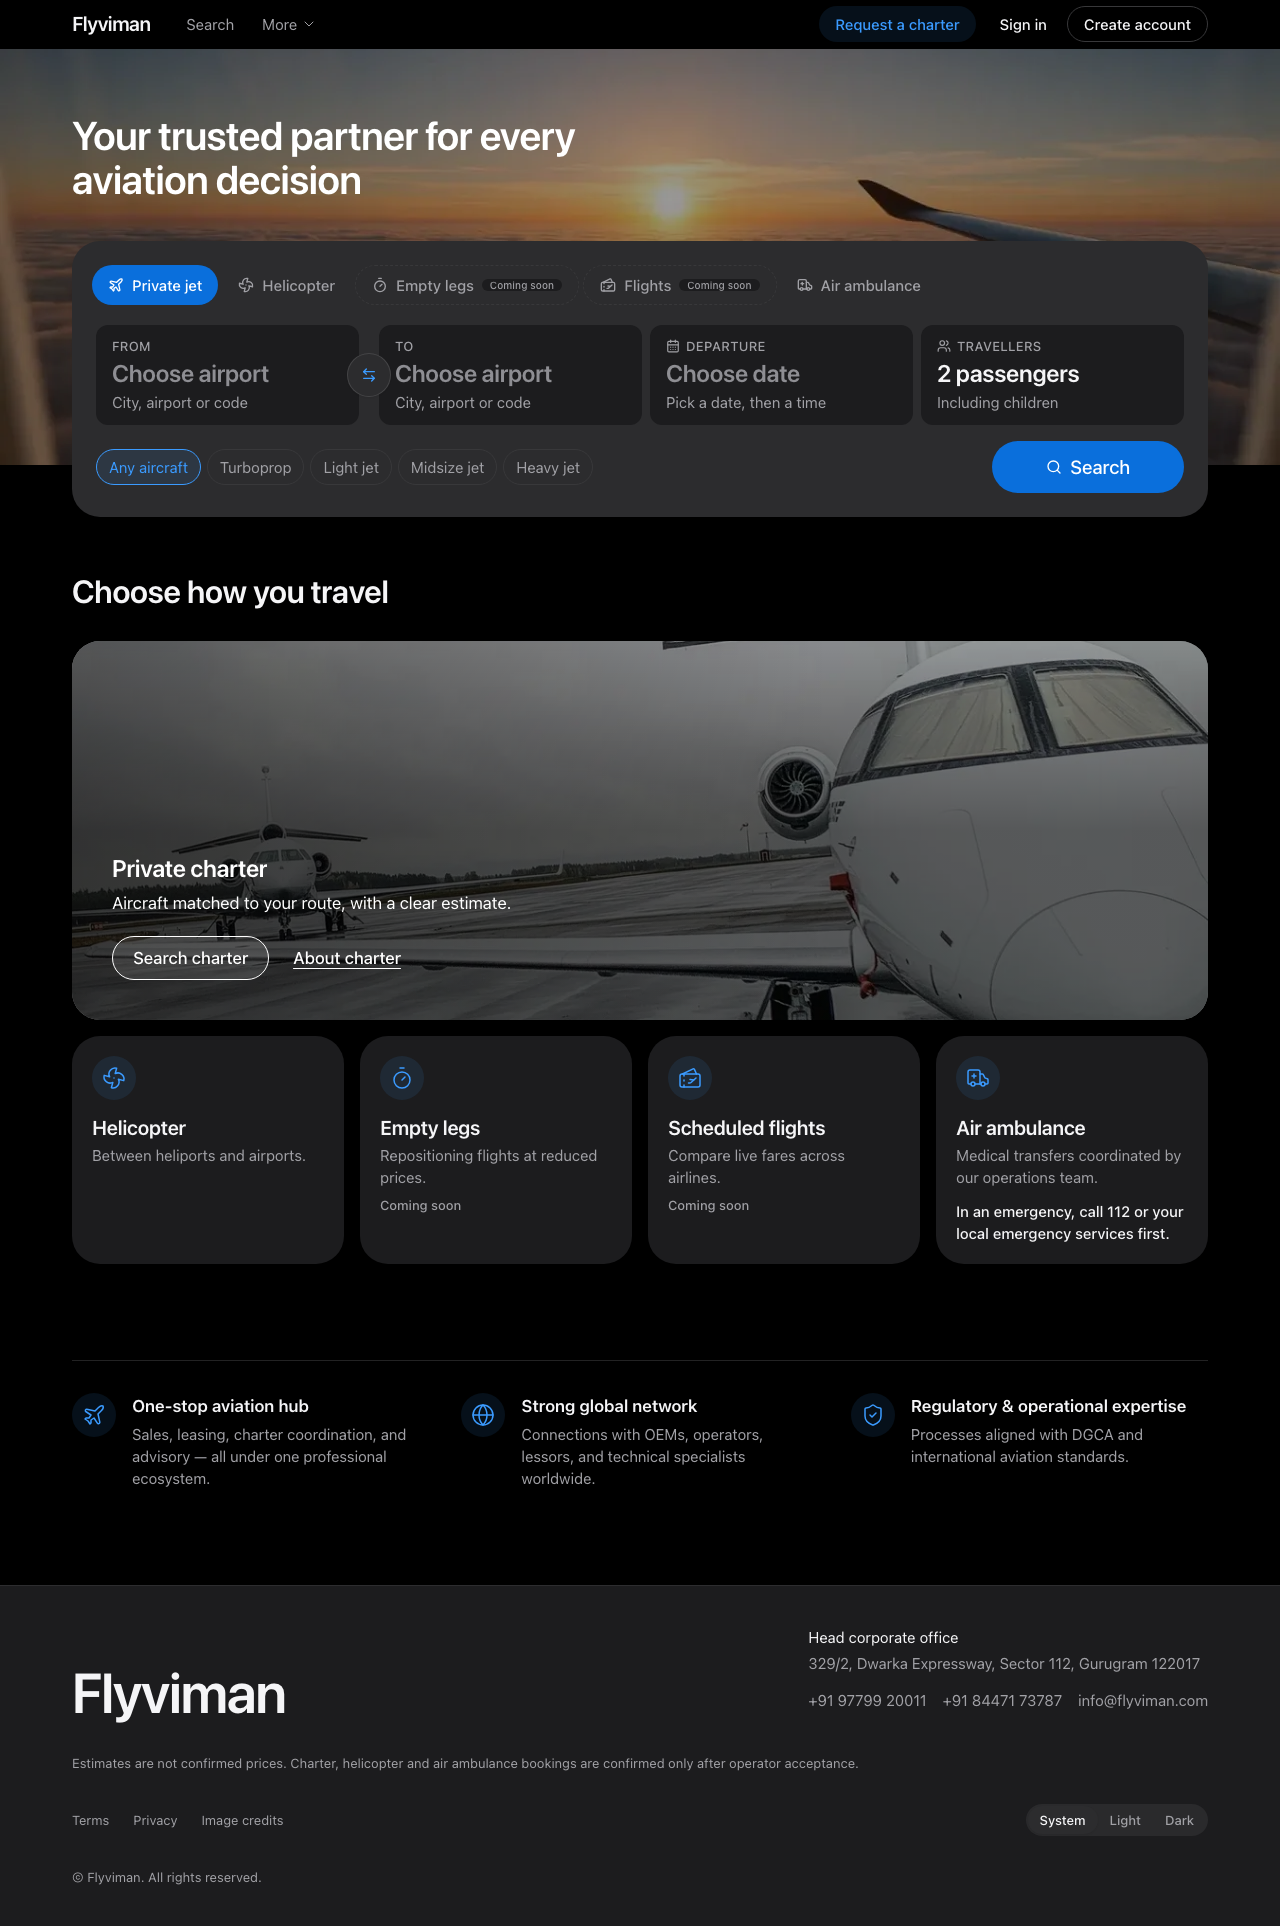 Flyviman
Search
More
Request a charter
Sign in
Create account
Your trusted partner for every
aviation decision
Private jet
Helicopter
Empty legs
Coming soon
Flights
Coming soon
Air ambulance
FROM
Choose airport
City, airport or code
TO
Choose airport
City, airport or code
DEPARTURE
Choose date
Pick a date, then a time
TRAVELLERS
2 passengers
Including children
Any aircraft
Turboprop
Light jet
Midsize jet
Heavy jet
Search
Choose how you travel
Private charter
Aircraft matched to your route, with a clear estimate.
Search charter
About charter
Helicopter
Between heliports and airports.
Empty legs
Repositioning flights at reduced
prices.
Coming soon
Scheduled flights
Compare live fares across
airlines.
Coming soon
Air ambulance
Medical transfers coordinated by
our operations team.
In an emergency, call 112 or your
local emergency services first.
One-stop aviation hub
Sales, leasing, charter coordination, and
advisory — all under one professional
ecosystem.
Strong global network
Connections with OEMs, operators,
lessors, and technical specialists
worldwide.
Regulatory & operational expertise
Processes aligned with DGCA and
international aviation standards.
Flyviman
Head corporate office
329/2, Dwarka Expressway, Sector 112, Gurugram 122017
+91 97799 20011
+91 84471 73787
info@flyviman.com
Estimates are not confirmed prices. Charter, helicopter and air ambulance bookings are confirmed only after operator acceptance.
Terms
Privacy
Image credits
System
Light
Dark
© Flyviman. All rights reserved.